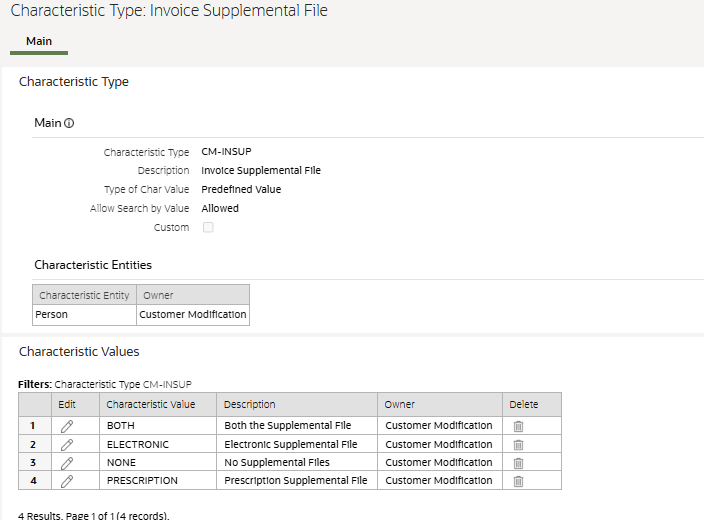 Characteristic Type: Invoice Supplemental File
Main
Characteristic Type
Main
Characteristic Type CM-INSUP
Description Invoice Supplemental File
Type of Char Value Predefined Value
Allow Search by Value Allowed
Custom
Characteristic Entities
Characteristic Entity Owner
Person Customer Modification
Characteristic Values
Filters: Characteristic Type CM-INSUP
Edit Characteristic Value Description Owner Delete
1 BOTH Both the Supplemental File Customer Modification
2 ELECTRONIC Electronic Supplemental File Customer Modification
3 NONE No Supplemental Files Customer Modification
4 PRESCRIPTION Prescription Supplemental File Customer Modification
4 Results, Page 1 of 1 (4 records).